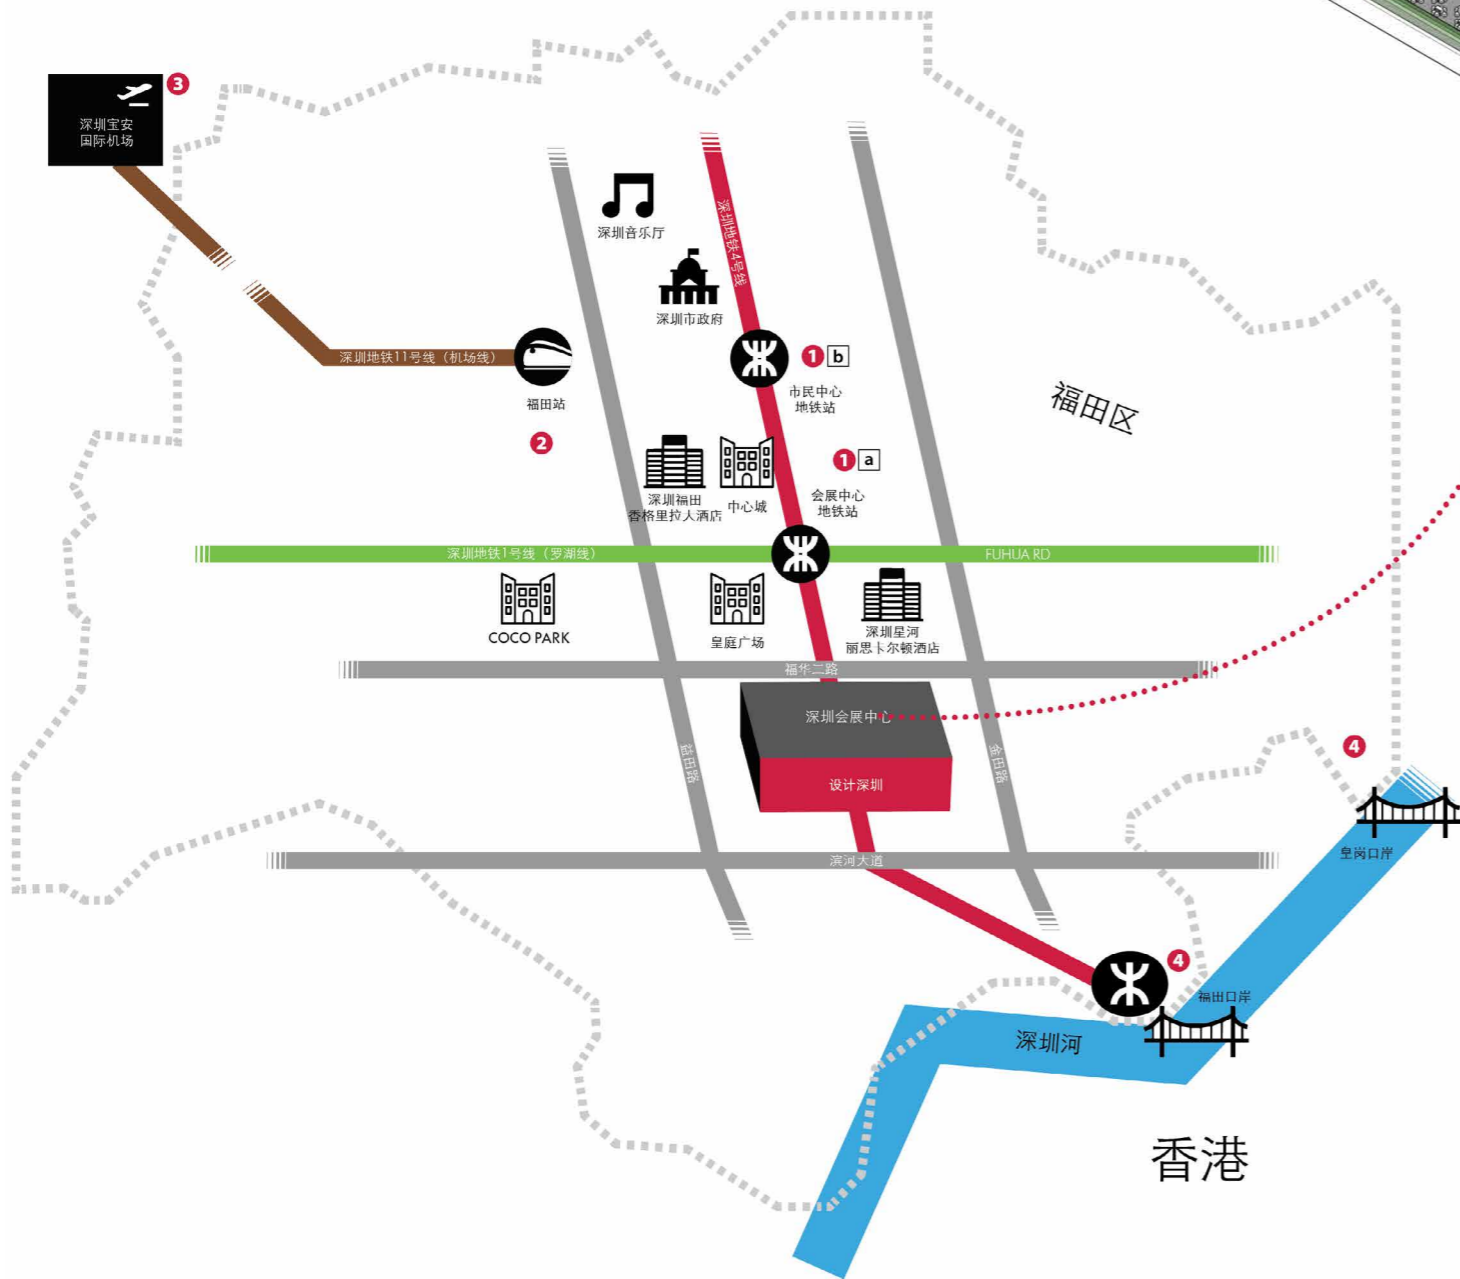 3
深圳宝安
国际机场
深圳音乐厅
深圳地铁4号线
深圳市政府
深圳地铁11号线（机场线）
福田站
2
1 b
市民中心
地铁站
福田区
1 a
会展中心
地铁站
深圳福田
香格里拉大酒店
中心城
深圳地铁1号线（罗湖线）
FUHUA RD
COCO PARK
皇庭广场
深圳星河
丽思卡尔顿酒店
福华二路
深圳会展中心
设计深圳
益田路
金田路
4
皇岗口岸
滨河大道
4
福田口岸
深圳河
香港